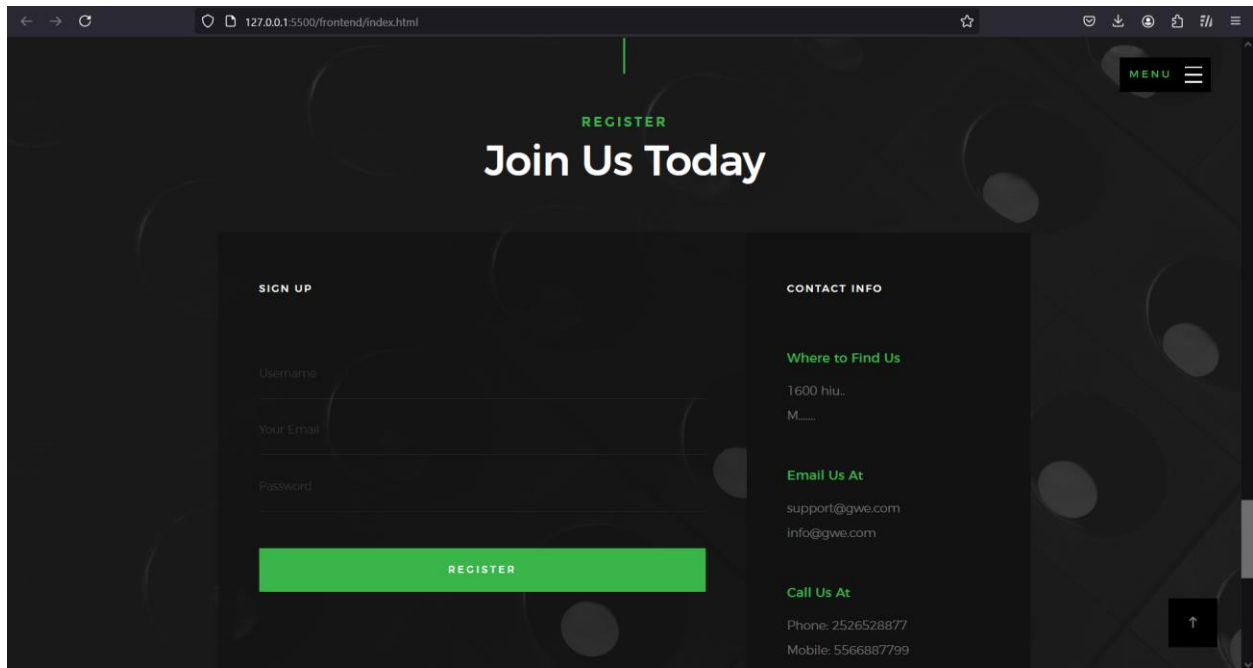 127.0.0.1:5500/frontend/index.html
MENU
REGISTER
Join Us Today
SIGN UP
Username
Your Email
Password
REGISTER
CONTACT INFO
Where to Find Us
1600 hiu..
M......
Email Us At
support@gwe.com
info@gwe.com
Call Us At
Phone: 2526528877
Mobile: 5566887799